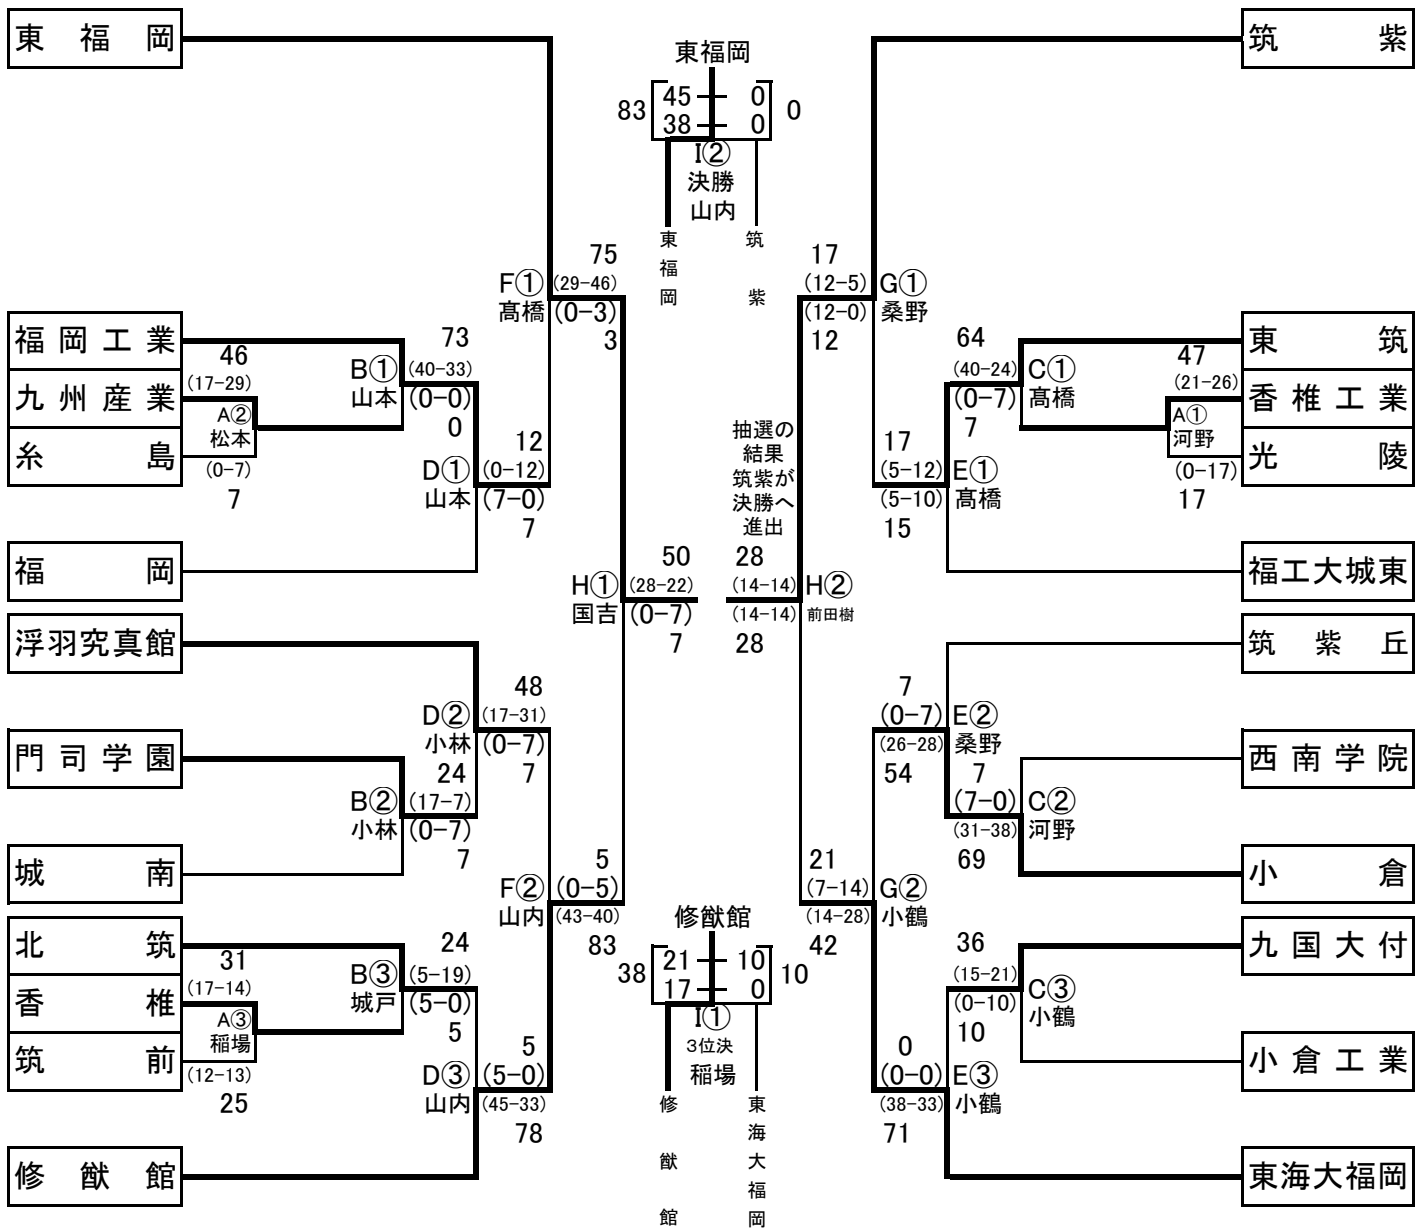 東福岡
福岡工業
九州産業
糸島
福岡
浮羽究真館
門司学園
城南
北筑
香椎
筑前
修猷館
46
(17-29)
A②
松本
(0-7)
7
31
(17-14)
A③
稲場
(12-13)
25
73
B①
(40-33)
山本
(0-0)
0
24
B②
(17-7)
小林
(0-7)
7
24
B③
(5-19)
城戸
(5-0)
5
12
D①
(0-12)
山本
(7-0)
7
48
D②
(17-31)
小林
(0-7)
7
5
D③
(5-0)
山内
(45-33)
78
75
F①
(29-46)
髙橋
(0-3)
3
5
F②
(0-5)
山内
(43-40)
83
50
H①
(28-22)
国吉
(0-7)
7
東福岡
83
45
0
38
0
0
I②
決勝
山内
東福岡
筑紫
抽選の
結果
筑紫が
決勝へ
進出
28
(14-14)
H②
(14-14)
前田樹
28
修猷館
38
21
10
17
0
10
I①
3位決
稲場
修猷館
東海大福岡
17
(12-5)
G①
(12-0)
桑野
12
21
(7-14)
G②
(14-28)
小鶴
42
17
(5-12)
E①
(5-10)
髙橋
15
7
(0-7)
E②
(26-28)
桑野
54
0
(0-0)
E③
(38-33)
小鶴
71
64
(40-24)
C①
(0-7)
髙橋
7
7
(7-0)
C②
(31-38)
河野
69
36
(15-21)
C③
(0-10)
小鶴
10
47
(21-26)
A①
河野
(0-17)
17
筑紫
東筑
香椎工業
光陵
福工大城東
筑紫丘
西南学院
小倉
九国大付
小倉工業
東海大福岡